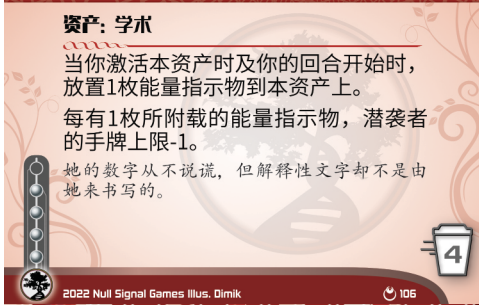 资产：学术
当你激活本资产时及你的回合开始时，
放置1枚能量指示物到本资产上。
每有1枚所附载的能量指示物，潜袭者
的手牌上限-1。
她的数字从不说谎，但解释性文字却不是由
她来书写的。
4
2022 Null Signal Games Illus. Dimik
106